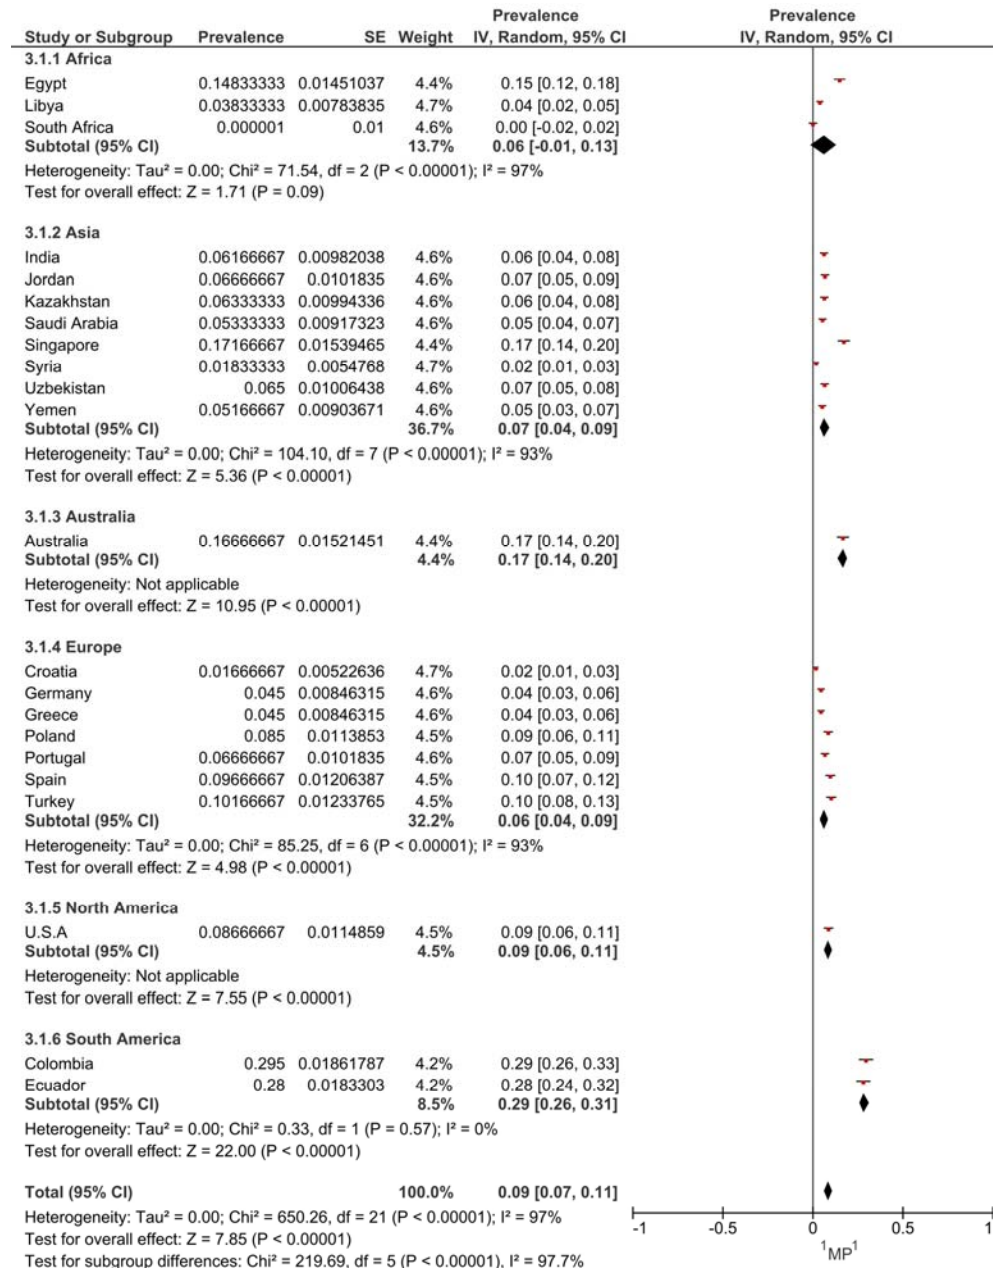 Prevalence Prevalence
Study or Subgroup Prevalence SE Weight IV, Random, 95% CI IV, Random, 95% CI
3.1.1 Africa
Egypt 0.14833333 0.01451037 4.4% 0.15 [0.12, 0.18]
Libya 0.03833333 0.00783835 4.7% 0.04 [0.02, 0.05]
South Africa 0.000001 0.01 4.6% 0.00 [-0.02, 0.02]
Subtotal (95% CI) 13.7% 0.06 [-0.01, 0.13]
Heterogeneity: Tau² = 0.00; Chi² = 71.54, df = 2 (P < 0.00001); I² = 97%
Test for overall effect: Z = 1.71 (P = 0.09)
3.1.2 Asia
India 0.06166667 0.00982038 4.6% 0.06 [0.04, 0.08]
Jordan 0.06666667 0.0101835 4.6% 0.07 [0.05, 0.09]
Kazakhstan 0.06333333 0.00994336 4.6% 0.06 [0.04, 0.08]
Saudi Arabia 0.05333333 0.00917323 4.6% 0.05 [0.04, 0.07]
Singapore 0.17166667 0.01539465 4.4% 0.17 [0.14, 0.20]
Syria 0.01833333 0.0054768 4.7% 0.02 [0.01, 0.03]
Uzbekistan 0.065 0.01006438 4.6% 0.07 [0.05, 0.08]
Yemen 0.05166667 0.00903671 4.6% 0.05 [0.03, 0.07]
Subtotal (95% CI) 36.7% 0.07 [0.04, 0.09]
Heterogeneity: Tau² = 0.00; Chi² = 104.10, df = 7 (P < 0.00001); I² = 93%
Test for overall effect: Z = 5.36 (P < 0.00001)
3.1.3 Australia
Australia 0.16666667 0.01521451 4.4% 0.17 [0.14, 0.20]
Subtotal (95% CI) 4.4% 0.17 [0.14, 0.20]
Heterogeneity: Not applicable
Test for overall effect: Z = 10.95 (P < 0.00001)
3.1.4 Europe
Croatia 0.01666667 0.00522636 4.7% 0.02 [0.01, 0.03]
Germany 0.045 0.00846315 4.6% 0.04 [0.03, 0.06]
Greece 0.045 0.00846315 4.6% 0.04 [0.03, 0.06]
Poland 0.085 0.0113853 4.5% 0.09 [0.06, 0.11]
Portugal 0.06666667 0.0101835 4.6% 0.07 [0.05, 0.09]
Spain 0.09666667 0.01206387 4.5% 0.10 [0.07, 0.12]
Turkey 0.10166667 0.01233765 4.5% 0.10 [0.08, 0.13]
Subtotal (95% CI) 32.2% 0.06 [0.04, 0.09]
Heterogeneity: Tau² = 0.00; Chi² = 85.25, df = 6 (P < 0.00001); I² = 93%
Test for overall effect: Z = 4.98 (P < 0.00001)
3.1.5 North America
U.S.A 0.08666667 0.0114859 4.5% 0.09 [0.06, 0.11]
Subtotal (95% CI) 4.5% 0.09 [0.06, 0.11]
Heterogeneity: Not applicable
Test for overall effect: Z = 7.55 (P < 0.00001)
3.1.6 South America
Colombia 0.295 0.01861787 4.2% 0.29 [0.26, 0.33]
Ecuador 0.28 0.0183303 4.2% 0.28 [0.24, 0.32]
Subtotal (95% CI) 8.5% 0.29 [0.26, 0.31]
Heterogeneity: Tau² = 0.00; Chi² = 0.33, df = 1 (P = 0.57); I² = 0%
Test for overall effect: Z = 22.00 (P < 0.00001)
Total (95% CI) 100.0% 0.09 [0.07, 0.11]
Heterogeneity: Tau² = 0.00; Chi² = 650.26, df = 21 (P < 0.00001); I² = 97%
Test for overall effect: Z = 7.85 (P < 0.00001)
Test for subgroup differences: Chi² = 219.69, df = 5 (P < 0.00001), I² = 97.7%
-1 -0.5 0 0.5 1
¹MP¹